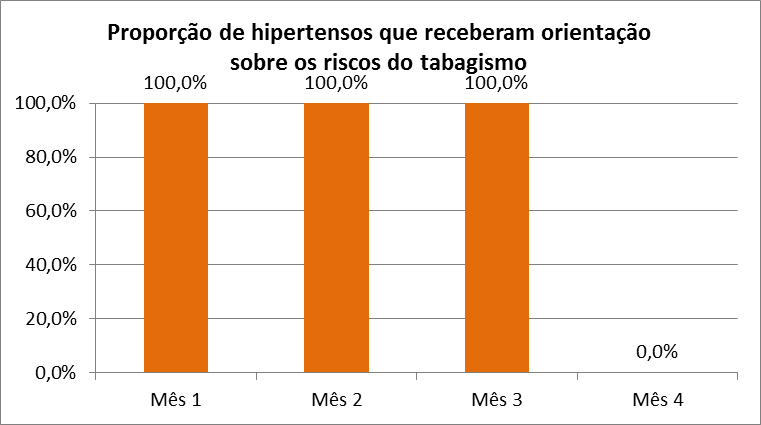 Proporção de hipertensos que receberam orientação
sobre os riscos do tabagismo
100,0% 100,0% 100,0%
100,0%
80,0%
60,0%
40,0%
20,0%
0,0%
0,0%
Mês 1 Mês 2 Mês 3 Mês 4